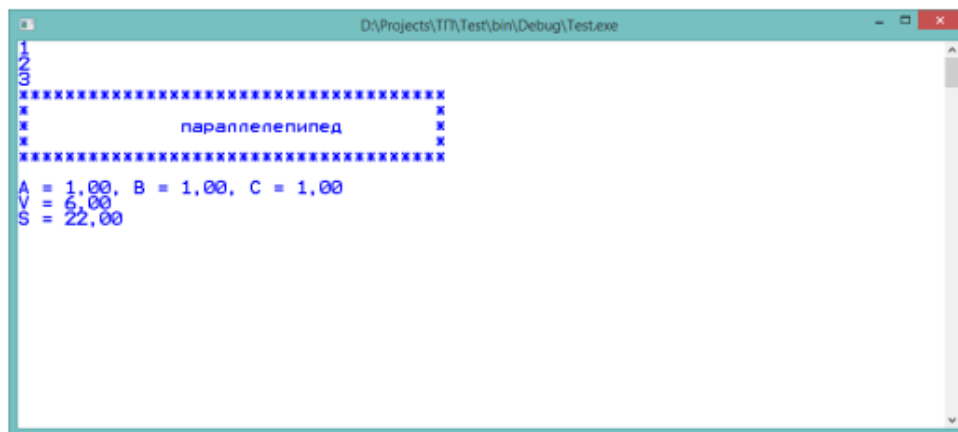 D:\Projects\ТП\Test\bin\Debug\Test.exe
1
2
3
*************************************
*                                   *
*             параллелепипед        *
*                                   *
*************************************
A = 1,00, B = 1,00, C = 1,00
V = 6,00
S = 22,00